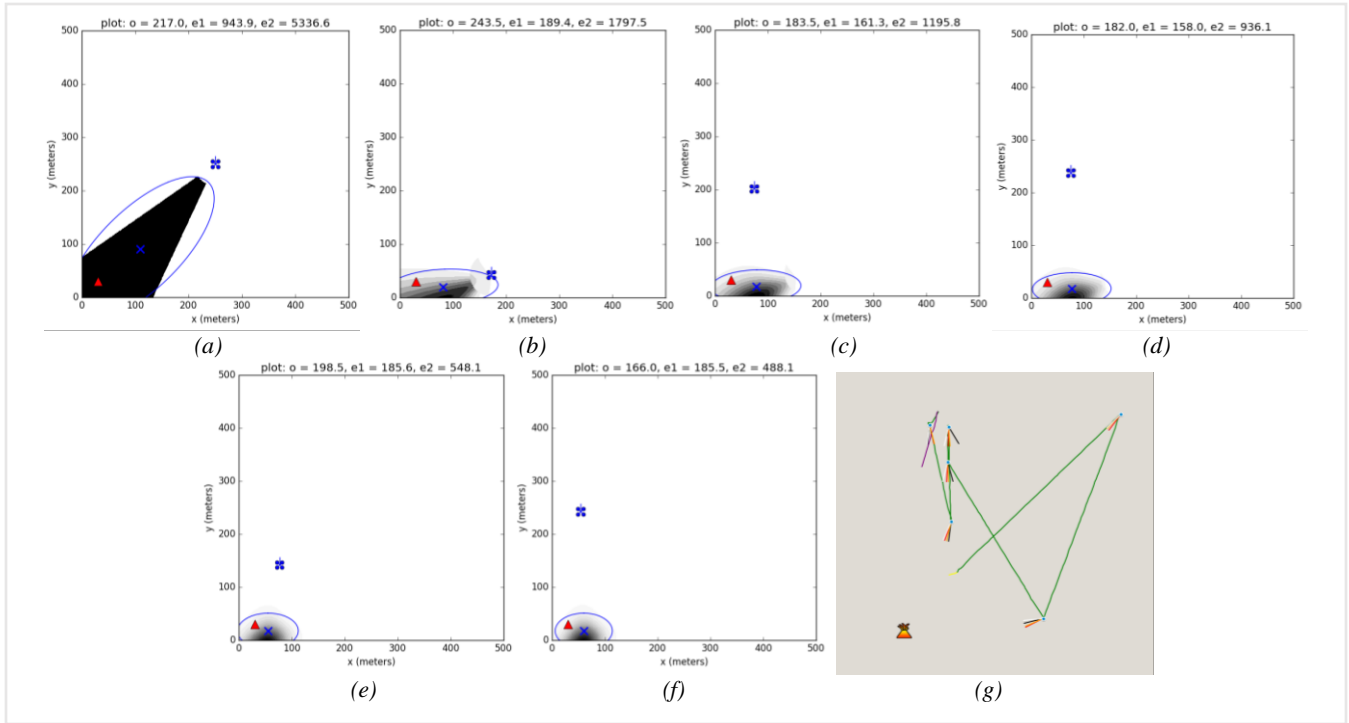 plot: o = 217.0, e1 = 943.9, e2 = 5336.6
500
400
300
200
100
0
y (meters)
0 100 200 300 400 500
x (meters)
(a)
plot: o = 243.5, e1 = 189.4, e2 = 1797.5
500
400
300
200
100
0
y (meters)
0 100 200 300 400 500
x (meters)
(b)
plot: o = 183.5, e1 = 161.3, e2 = 1195.8
500
400
300
200
100
0
y (meters)
0 100 200 300 400 500
x (meters)
(c)
plot: o = 182.0, e1 = 158.0, e2 = 936.1
500
400
300
200
100
0
y (meters)
0 100 200 300 400 500
x (meters)
(d)
plot: o = 198.5, e1 = 185.6, e2 = 548.1
500
400
300
200
100
0
y (meters)
0 100 200 300 400 500
x (meters)
(e)
plot: o = 166.0, e1 = 185.5, e2 = 488.1
500
400
300
200
100
0
y (meters)
0 100 200 300 400 500
x (meters)
(f)
(g)